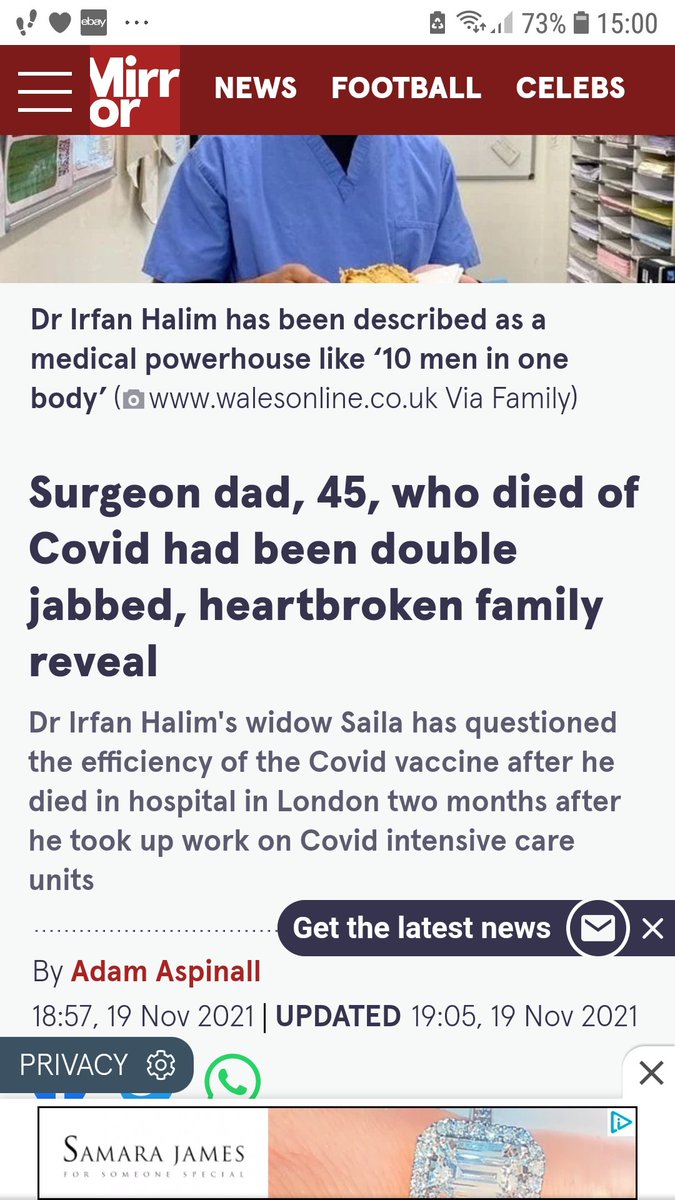 ebay ... 73% 15:00
Mirr
or
NEWS FOOTBALL CELEBS
Dr Irfan Halim has been described as a
medical powerhouse like ‘10 men in one
body’ (www.walesonline.co.uk Via Family)
Surgeon dad, 45, who died of
Covid had been double
jabbed, heartbroken family
reveal
Dr Irfan Halim's widow Saila has questioned
the efficiency of the Covid vaccine after he
died in hospital in London two months after
he took up work on Covid intensive care
units
Get the latest news
By Adam Aspinall
18:57, 19 Nov 2021 | UPDATED 19:05, 19 Nov 2021
PRIVACY
SAMARA JAMES
FOR SOMEONE SPECIAL